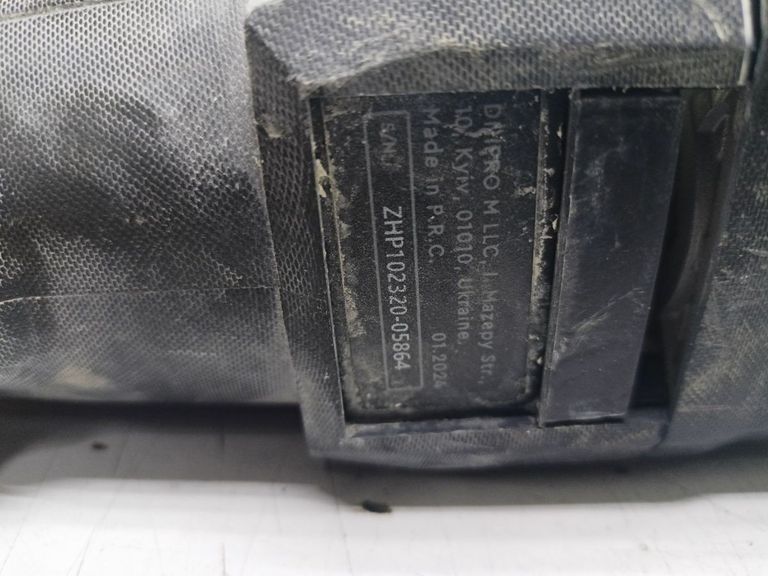 DNIPRO M LLC, I. Mazepy Str.,
10, Kyiv, 01010, Ukraine.
Made in P.R.C. 01.2024
S/N: ZHP102320-05864